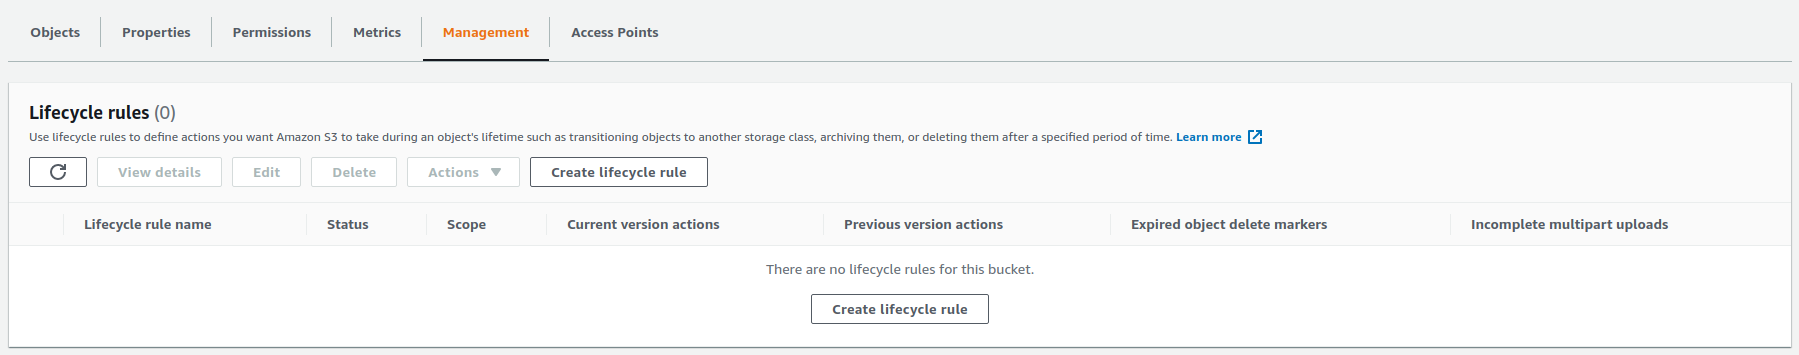 Objects Properties Permissions Metrics Management Access Points
Lifecycle rules (0)
Use lifecycle rules to define actions you want Amazon S3 to take during an object's lifetime such as transitioning objects to another storage class, archiving them, or deleting them after a specified period of time. Learn more
View details Edit Delete Actions Create lifecycle rule
Lifecycle rule name Status Scope Current version actions Previous version actions Expired object delete markers Incomplete multipart uploads
There are no lifecycle rules for this bucket.
Create lifecycle rule